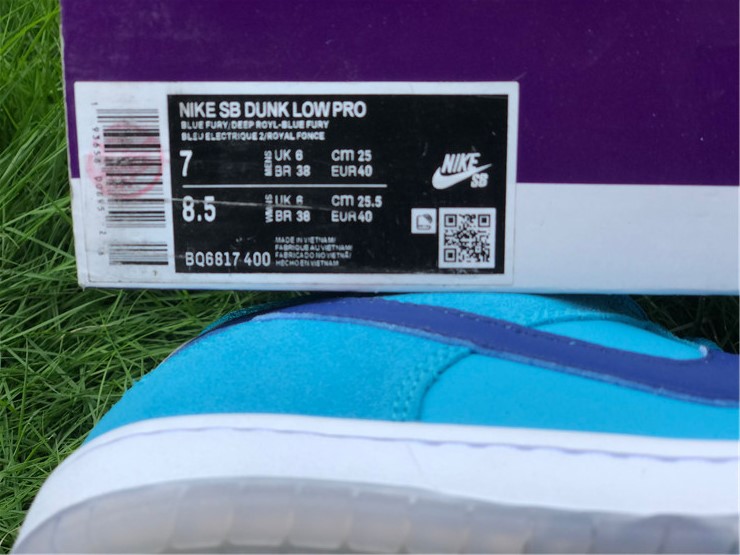 NIKE SB DUNK LOW PRO
BLUE FURY/DEEP ROYL-BLUE FURY
BLEU ELECTRIQUE 2/ROYAL FONCE
7 MENS UK 6 cm 25
BR 38 EUR 40
8.5 UK 6 cm 25.5
BR 38 EUR 40
BQ6817 400
MADE IN VIETNAM
FABRIQUE AU VIETNAM
FABRICADO NO VIETNÃ
HECHO EN VIETNAM
NIKE
SB